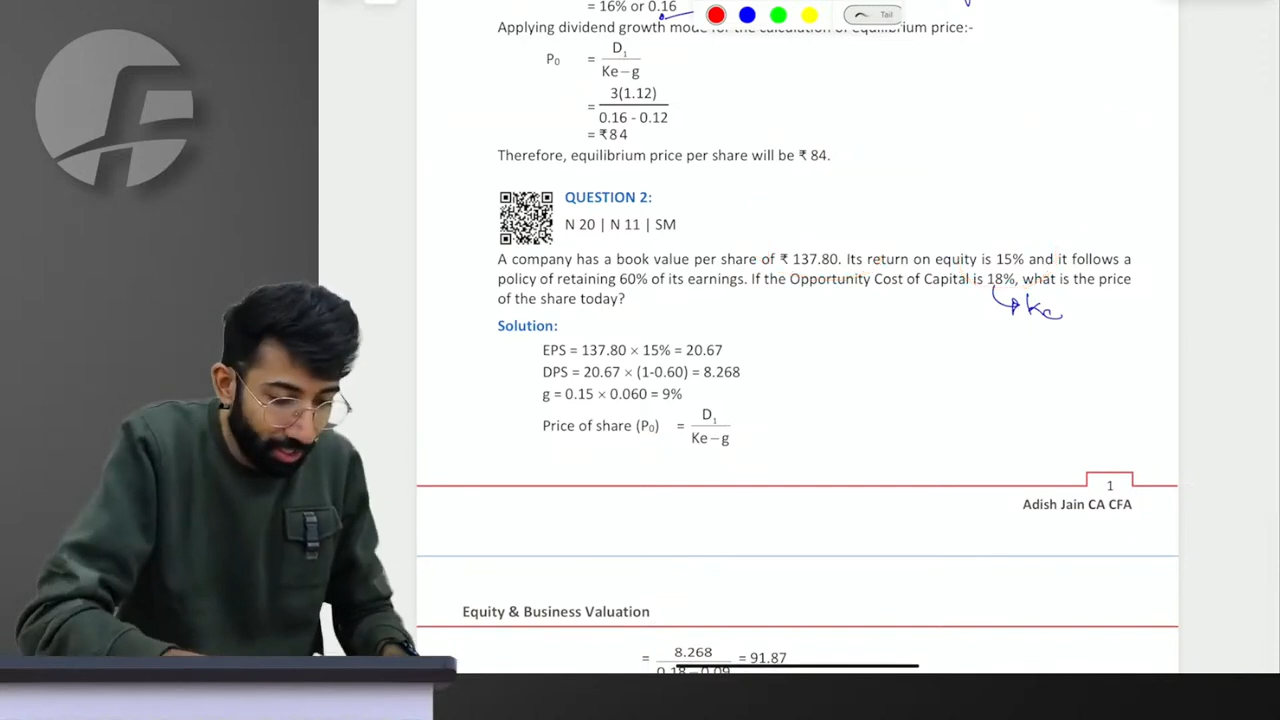 = 16% or 0.16
Tail
Applying dividend growth mode for the calculation of equilibrium price:-
P0 = D1
Ke – g
= 3(1.12)
0.16 - 0.12
= ₹84
Therefore, equilibrium price per share will be ₹ 84.
QUESTION 2:
N 20 | N 11 | SM
A company has a book value per share of ₹ 137.80. Its return on equity is 15% and it follows a
policy of retaining 60% of its earnings. If the Opportunity Cost of Capital is 18%, what is the price
of the share today?
Ke
Solution:
EPS = 137.80 × 15% = 20.67
DPS = 20.67 × (1-0.60) = 8.268
g = 0.15 × 0.060 = 9%
Price of share (P0) = D1
Ke – g
1
Adish Jain CA CFA
Equity & Business Valuation
= 8.268 = 91.87
0.18 – 0.09